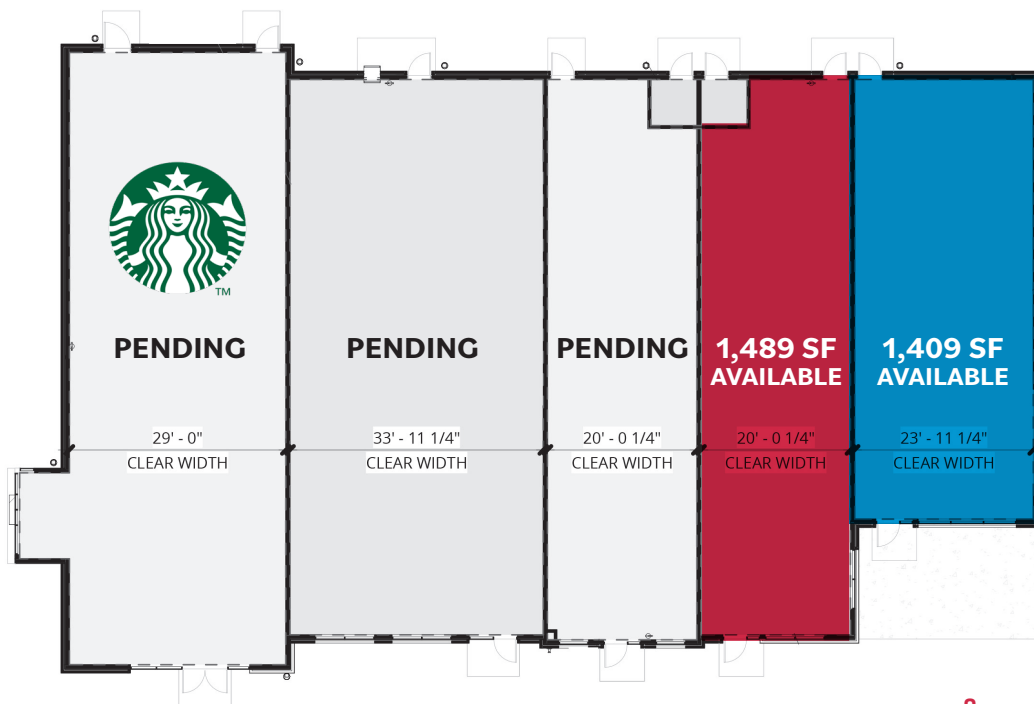 TM
PENDING
PENDING
PENDING
1,489 SF
AVAILABLE
1,409 SF
AVAILABLE
29' - 0"
CLEAR WIDTH
33' - 11 1/4"
CLEAR WIDTH
20' - 0 1/4"
CLEAR WIDTH
20' - 0 1/4"
CLEAR WIDTH
23' - 11 1/4"
CLEAR WIDTH